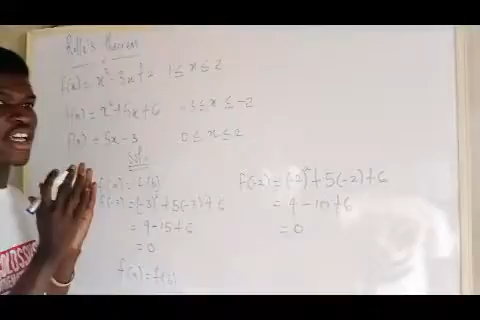 Rolle's Theorem
f(x) = x² - 3x + 2 1 ≤ x ≤ 2
f(x) = x² + 5x + 6 -3 ≤ x ≤ -2
f(x) = 5x - 3 0 ≤ x ≤ 2
Soln
f(a) = f(b)
f(-3) = (-3)² + 5(-3) + 6
= 9 - 15 + 6
= 0
f(a) = f(b)
f(-2) = (-2)² + 5(-2) + 6
= 4 - 10 + 6
= 0
COLOSSUS